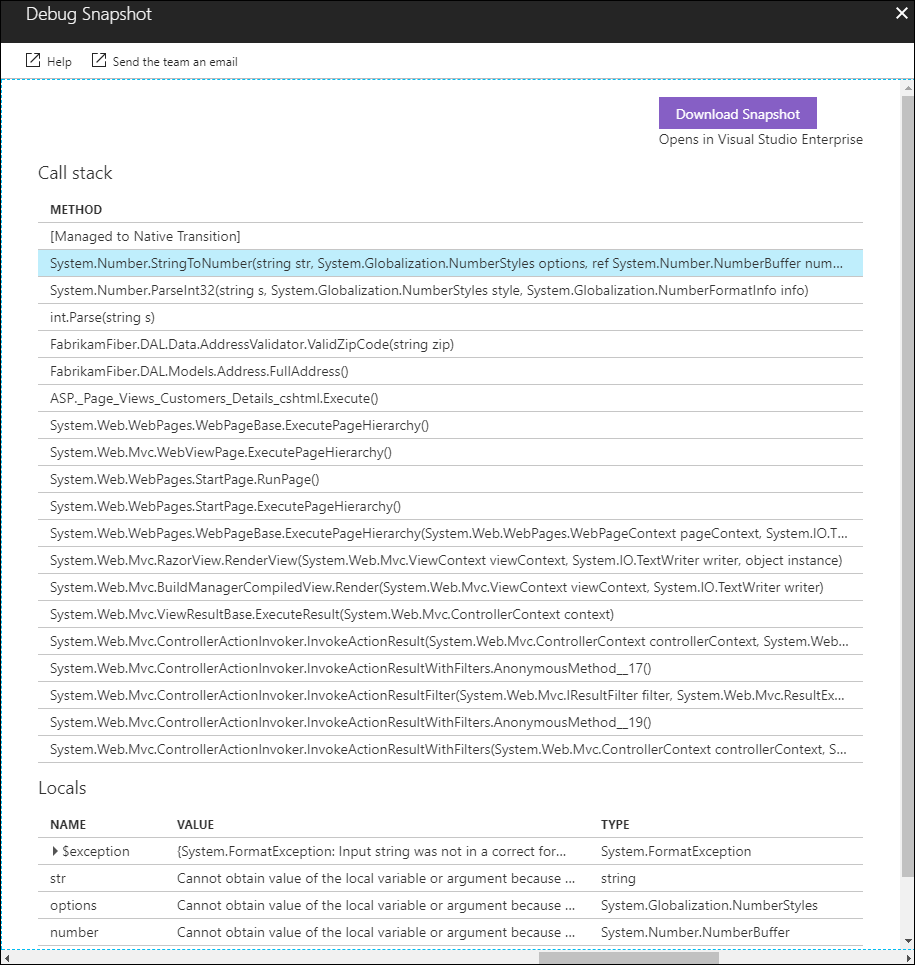 Debug Snapshot
Help Send the team an email
Download Snapshot
Opens in Visual Studio Enterprise
Call stack
METHOD
[Managed to Native Transition]
System.Number.StringToNumber(string str, System.Globalization.NumberStyles options, ref System.Number.NumberBuffer num...
System.Number.ParseInt32(string s, System.Globalization.NumberStyles style, System.Globalization.NumberFormatInfo info)
int.Parse(string s)
FabrikamFiber.DAL.Data.AddressValidator.ValidZipCode(string zip)
FabrikamFiber.DAL.Models.Address.FullAddress()
ASP._Page_Views_Customers_Details_cshtml.Execute()
System.Web.WebPages.WebPageBase.ExecutePageHierarchy()
System.Web.Mvc.WebViewPage.ExecutePageHierarchy()
System.Web.WebPages.StartPage.RunPage()
System.Web.WebPages.StartPage.ExecutePageHierarchy()
System.Web.WebPages.WebPageBase.ExecutePageHierarchy(System.Web.WebPages.WebPageContext pageContext, System.IO.T...
System.Web.Mvc.RazorView.RenderView(System.Web.Mvc.ViewContext viewContext, System.IO.TextWriter writer, object instance)
System.Web.Mvc.BuildManagerCompiledView.Render(System.Web.Mvc.ViewContext viewContext, System.IO.TextWriter writer)
System.Web.Mvc.ViewResultBase.ExecuteResult(System.Web.Mvc.ControllerContext context)
System.Web.Mvc.ControllerActionInvoker.InvokeActionResult(System.Web.Mvc.ControllerContext controllerContext, System.Web...
System.Web.Mvc.ControllerActionInvoker.InvokeActionResultWithFilters.AnonymousMethod__17()
System.Web.Mvc.ControllerActionInvoker.InvokeActionResultFilter(System.Web.Mvc.IResultFilter filter, System.Web.Mvc.ResultEx...
System.Web.Mvc.ControllerActionInvoker.InvokeActionResultWithFilters.AnonymousMethod__19()
System.Web.Mvc.ControllerActionInvoker.InvokeActionResultWithFilters(System.Web.Mvc.ControllerContext controllerContext, S...
Locals
NAME VALUE TYPE
$exception {System.FormatException: Input string was not in a correct for... System.FormatException
str Cannot obtain value of the local variable or argument because ... string
options Cannot obtain value of the local variable or argument because ... System.Globalization.NumberStyles
number Cannot obtain value of the local variable or argument because ... System.Number.NumberBuffer